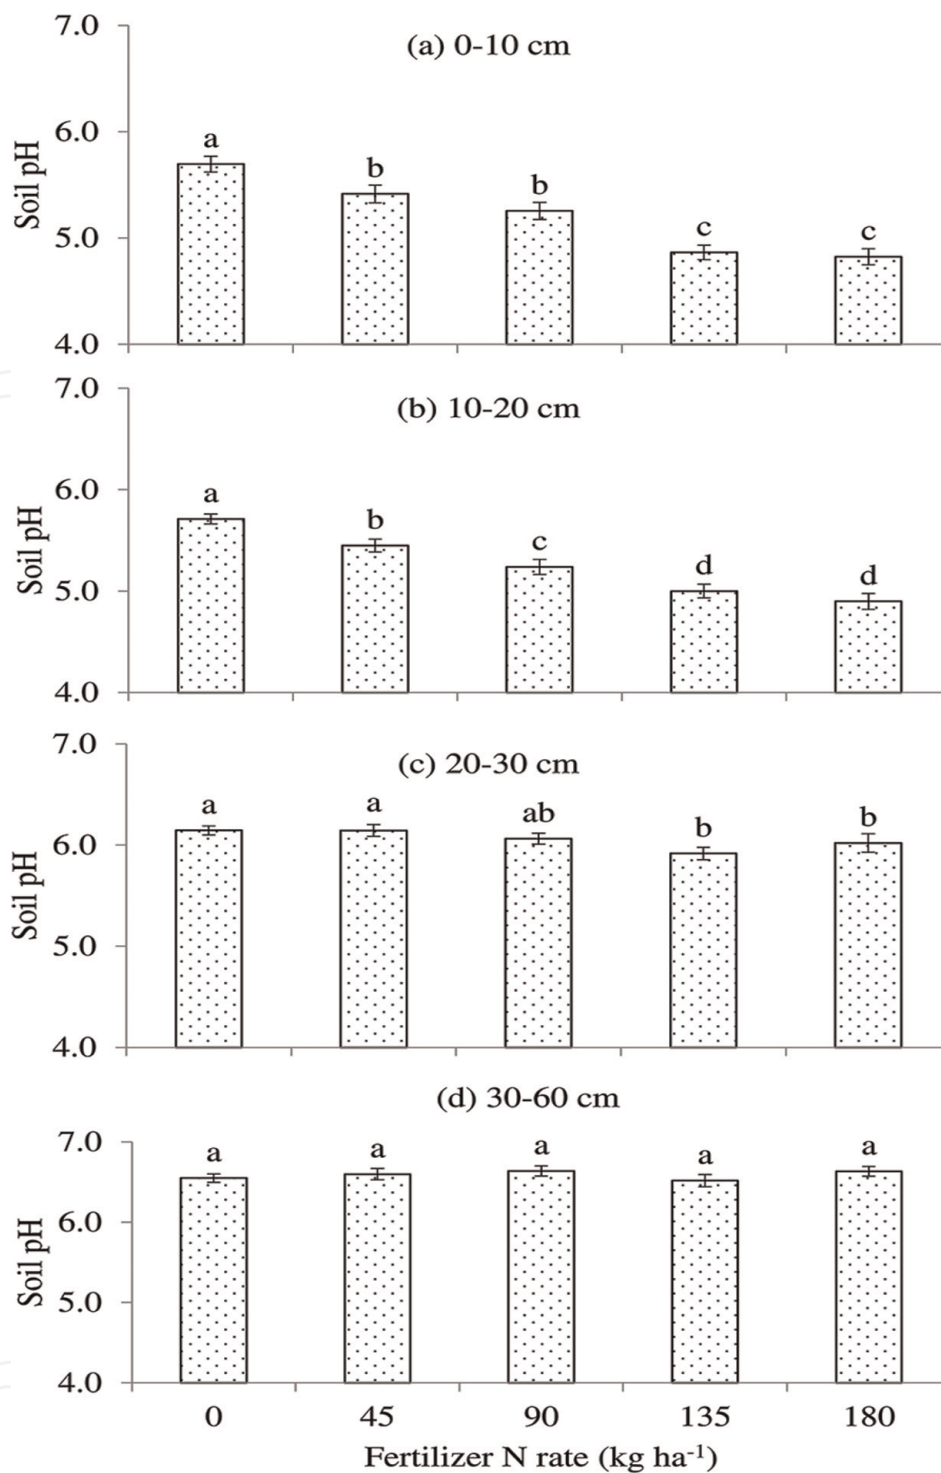 (a) 0-10 cm
7.0
6.0
5.0
4.0
Soil pH
a
b
b
c
c
(b) 10-20 cm
7.0
6.0
5.0
4.0
Soil pH
a
b
c
d
d
(c) 20-30 cm
7.0
6.0
5.0
4.0
Soil pH
a
a
ab
b
b
(d) 30-60 cm
7.0
6.0
5.0
4.0
Soil pH
a
a
a
a
a
0 45 90 135 180
Fertilizer N rate (kg ha⁻¹)